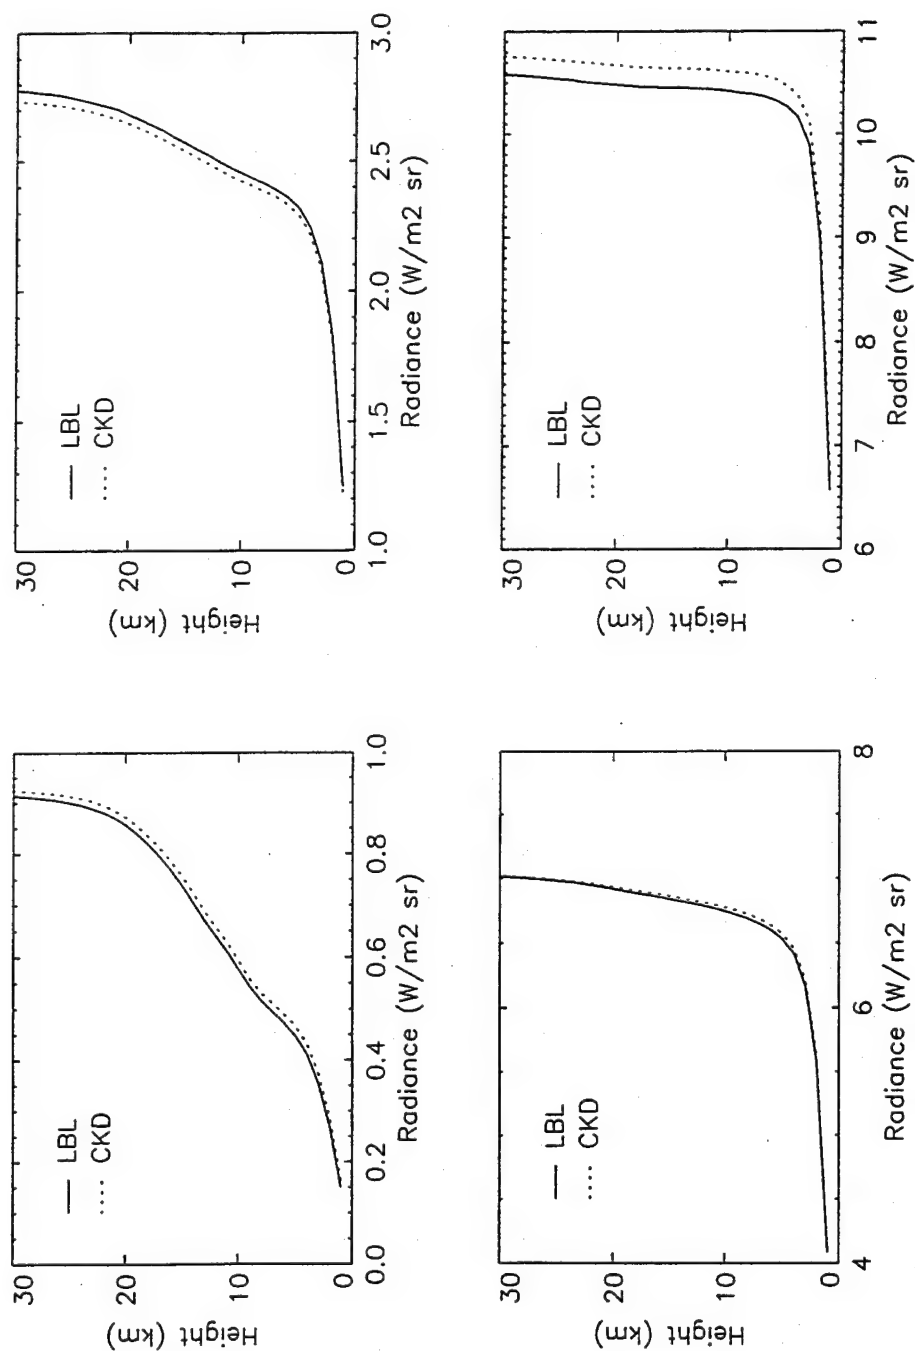 30
20
10
0
Height (km)
LBL
CKD
0.0 0.2 0.4 0.6 0.8 1.0
Radiance (W/m2 sr)
30
20
10
0
Height (km)
LBL
CKD
1.0 1.5 2.0 2.5 3.0
Radiance (W/m2 sr)
30
20
10
0
Height (km)
LBL
CKD
4 6 8
Radiance (W/m2 sr)
30
20
10
0
Height (km)
LBL
CKD
6 7 8 9 10 11
Radiance (W/m2 sr)